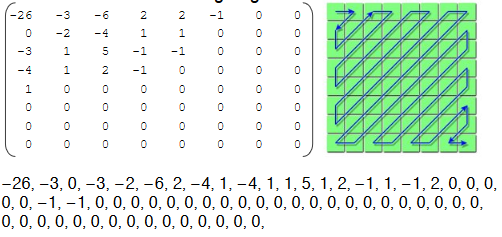 -26 -3 -6 2 2 -1 0 0
0 -2 -4 1 1 0 0 0
-3 1 5 -1 -1 0 0 0
-4 1 2 -1 0 0 0 0
1 0 0 0 0 0 0 0
0 0 0 0 0 0 0 0
0 0 0 0 0 0 0 0
0 0 0 0 0 0 0 0
−26, −3, 0, −3, −2, −6, 2, −4, 1, −4, 1, 1, 5, 1, 2, −1, 1, −1, 2, 0, 0, 0,
0, 0, −1, −1, 0, 0, 0, 0, 0, 0, 0, 0, 0, 0, 0, 0, 0, 0, 0, 0, 0, 0, 0, 0, 0,
0, 0, 0, 0, 0, 0, 0, 0, 0, 0, 0, 0, 0, 0, 0,